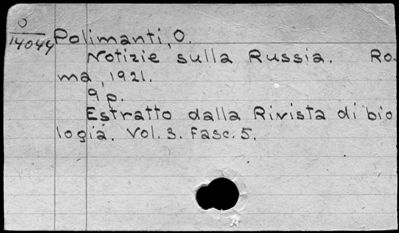 O
14044
Polimanti, O.
Notizie sulla Russia. Ro-
ma, 1921.
9 p.
Estratto dalla Rivista di bio
logia. Vol. 3. Fasc. 5.